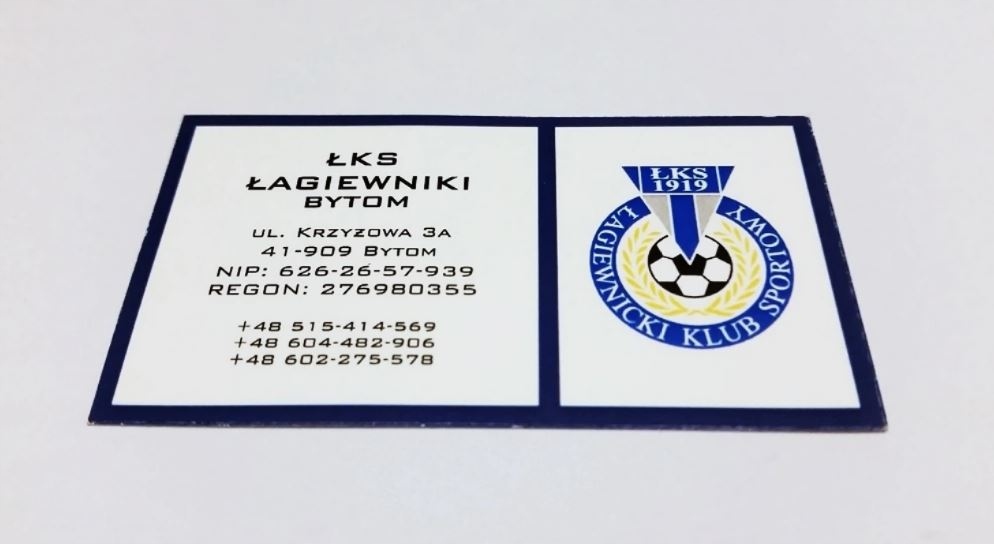 ŁKS
ŁAGIEWNIKI
BYTOM
UL. KRZYŻOWA 3A
41-909 BYTOM
NIP: 626-26-57-939
REGON: 276980355
+48 515-414-569
+48 604-482-906
+48 602-275-578
ŁKS
1919
ŁAGIEWNICKI KLUB SPORTOWY